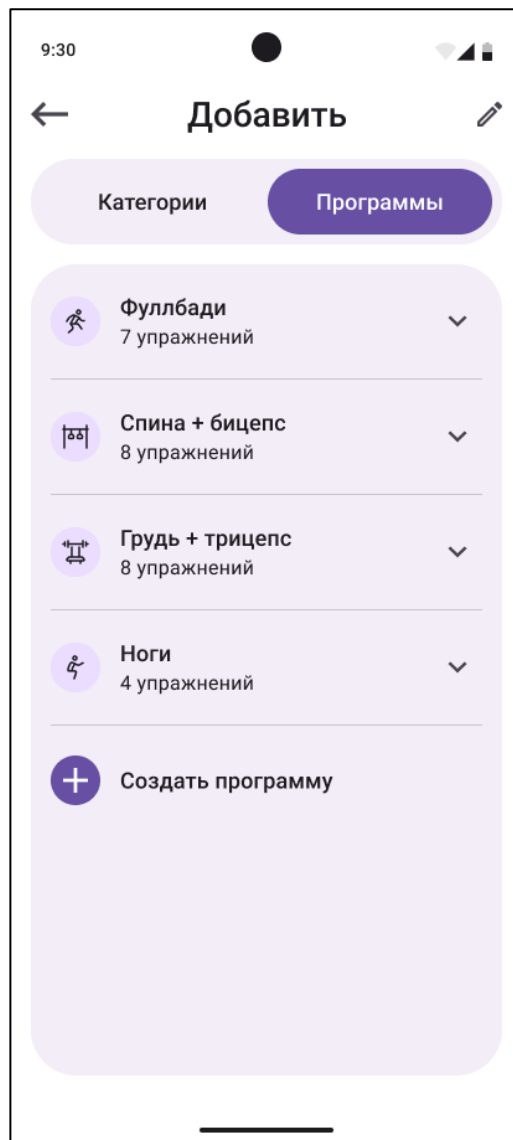 9:30
Добавить
Категории
Программы
Фуллбади
7 упражнений
Спина + бицепс
8 упражнений
Грудь + трицепс
8 упражнений
Ноги
4 упражнений
Создать программу